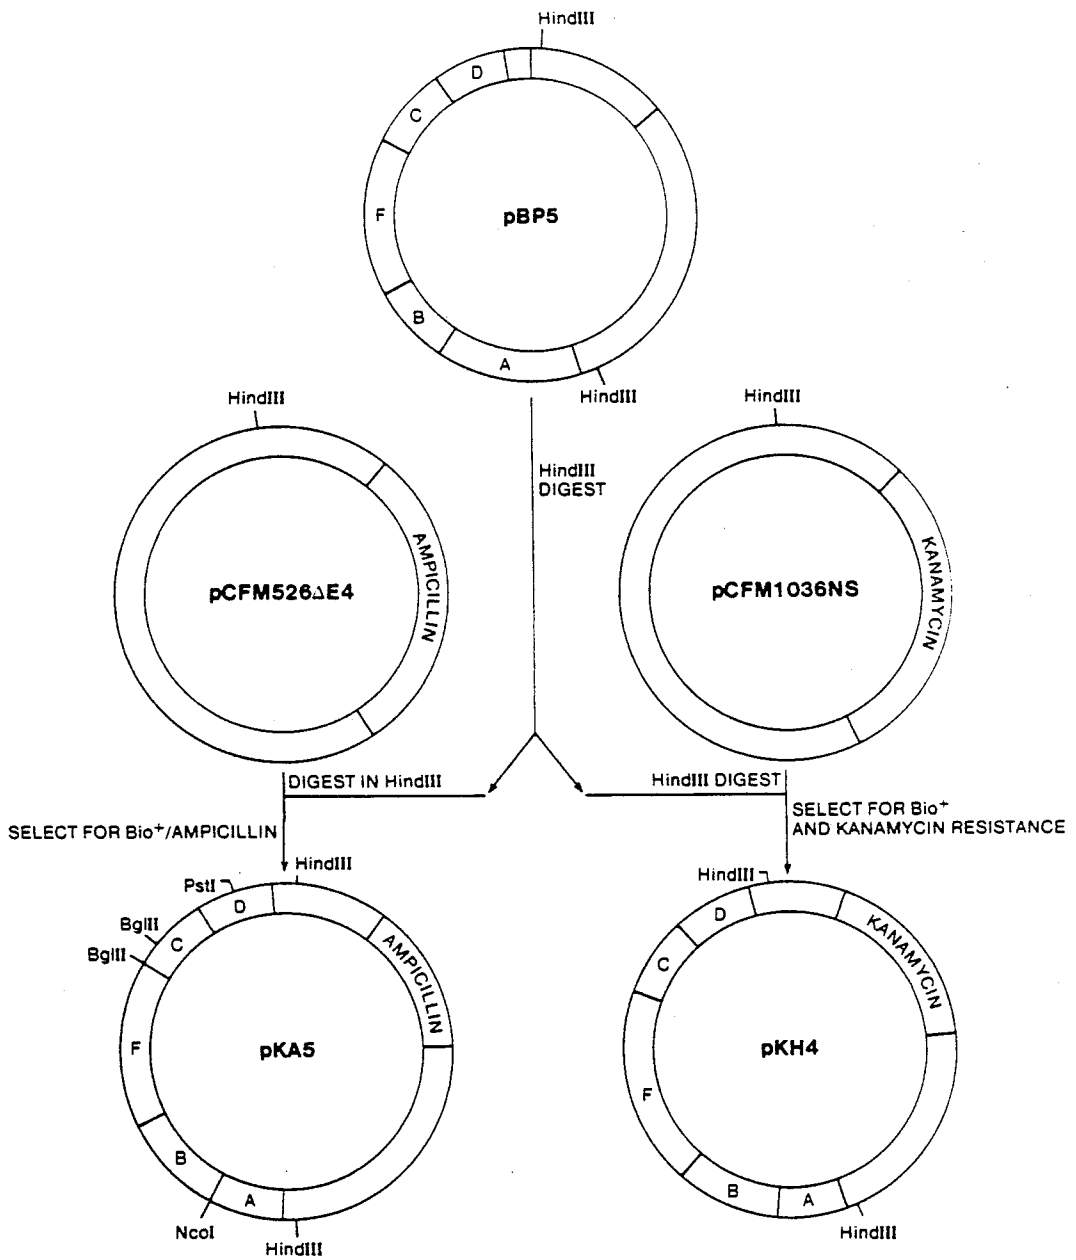 HindIII
D
C
F
pBP5
B
A
HindIII
HindIII
HindIII
HindIII
DIGEST
AMPICILLIN
pCFM526ΔE4
KANAMYCIN
pCFM1036NS
DIGEST IN HindIII
HindIII DIGEST
SELECT FOR Bio⁺/AMPICILLIN
SELECT FOR Bio⁺
AND KANAMYCIN RESISTANCE
HindIII
PstI
D
BglII
C
BglII
AMPICILLIN
F
pKA5
B
A
NcoI
HindIII
HindIII
D
KANAMYCIN
C
pKH4
F
B
A
HindIII